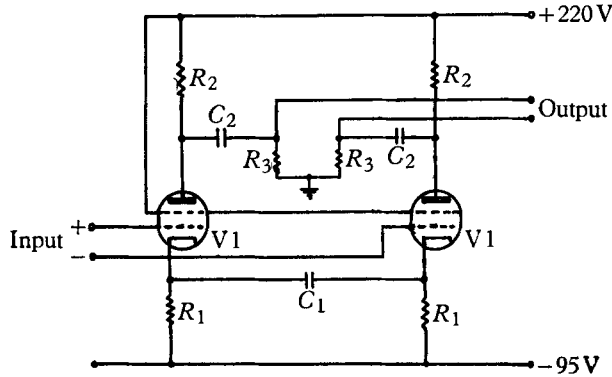 +220 V
R2
R2
C2
Output
R3
R3
C2
Input
+
−
V1
V1
C1
R1
R1
−95 V